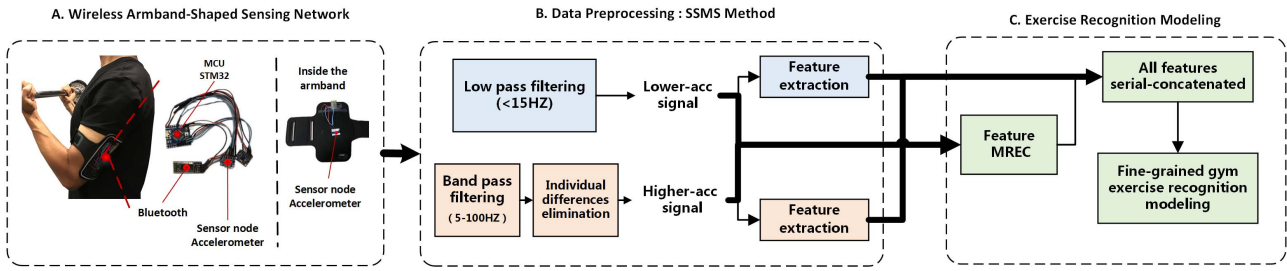 A. Wireless Armband-Shaped Sensing Network
MCU
STM32
Inside the
armband
Bluetooth
Sensor node
Accelerometer
Sensor node
Accelerometer
B. Data Preprocessing : SSMS Method
Low pass filtering
(<15HZ)
Lower-acc
signal
Feature
extraction
Band pass
filtering
( 5-100HZ )
Individual
differences
elimination
Higher-acc
signal
Feature
extraction
C. Exercise Recognition Modeling
Feature
MREC
All features
serial-concatenated
Fine-grained gym
exercise recognition
modeling